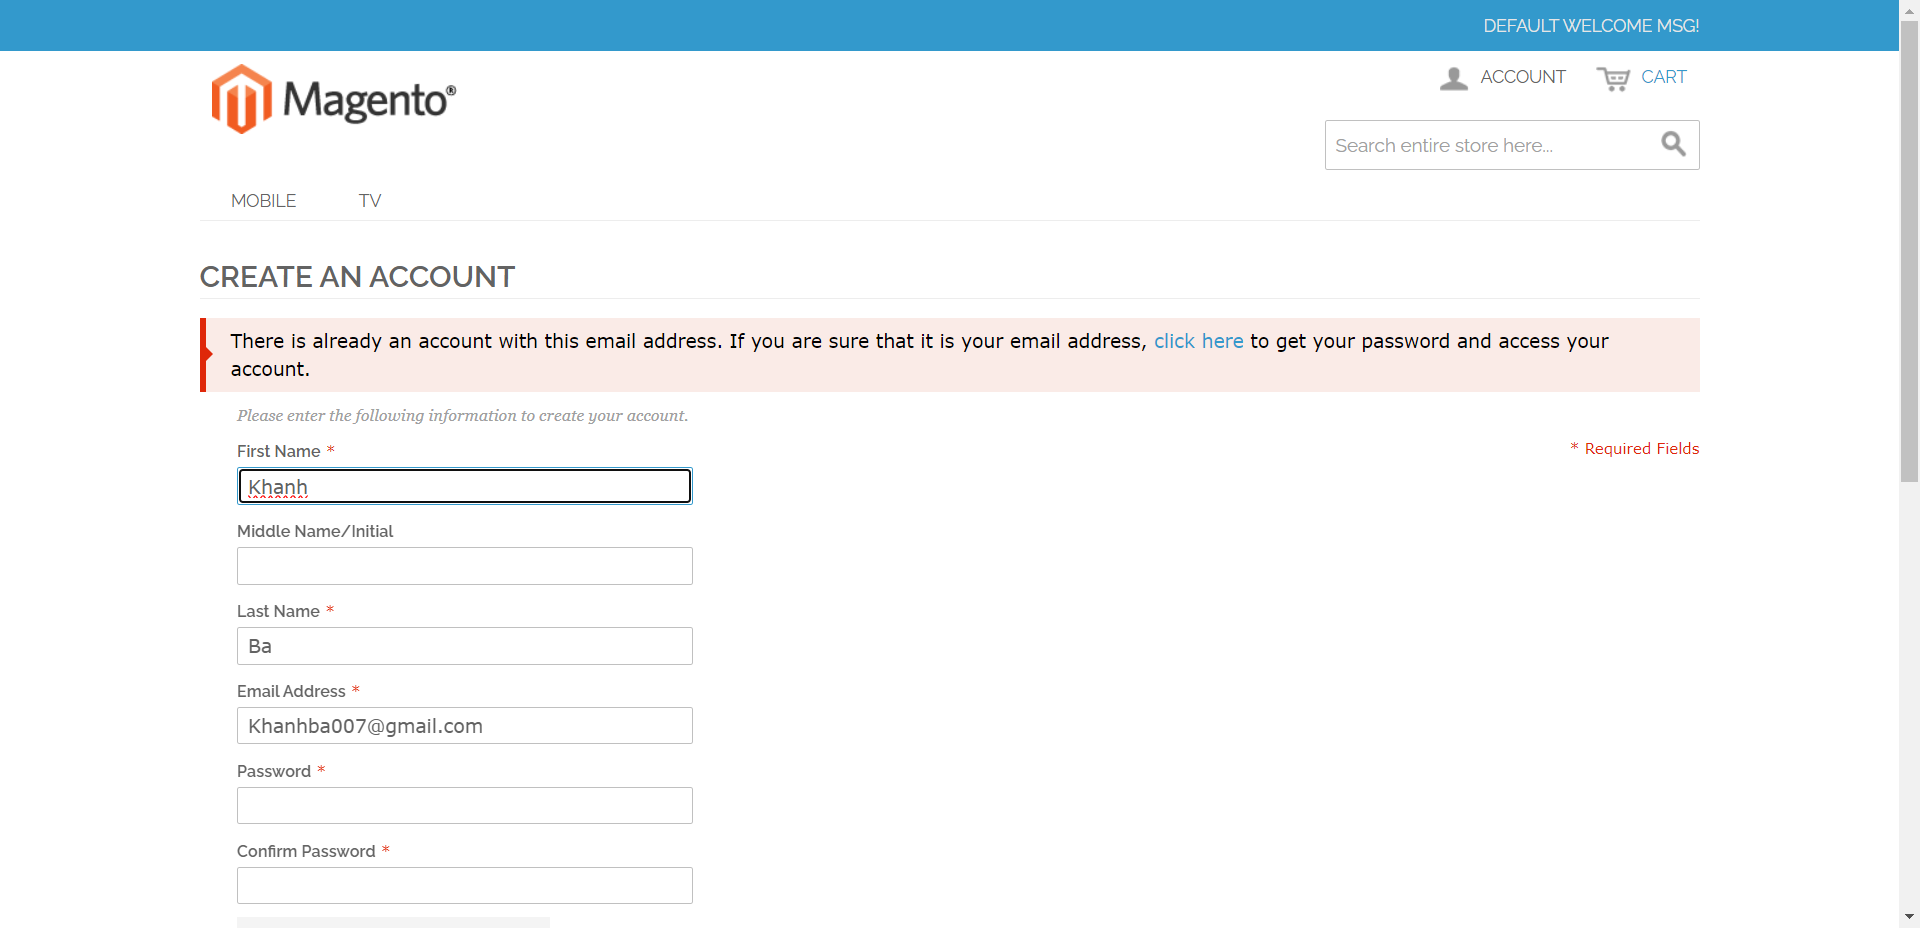 DEFAULT WELCOME MSG!
Magento®
ACCOUNT
CART
Search entire store here...
MOBILE
TV
CREATE AN ACCOUNT
There is already an account with this email address. If you are sure that it is your email address, click here to get your password and access your
account.
Please enter the following information to create your account.
First Name *
* Required Fields
Khanh
Middle Name/Initial
Last Name *
Ba
Email Address *
Khanhba007@gmail.com
Password *
Confirm Password *